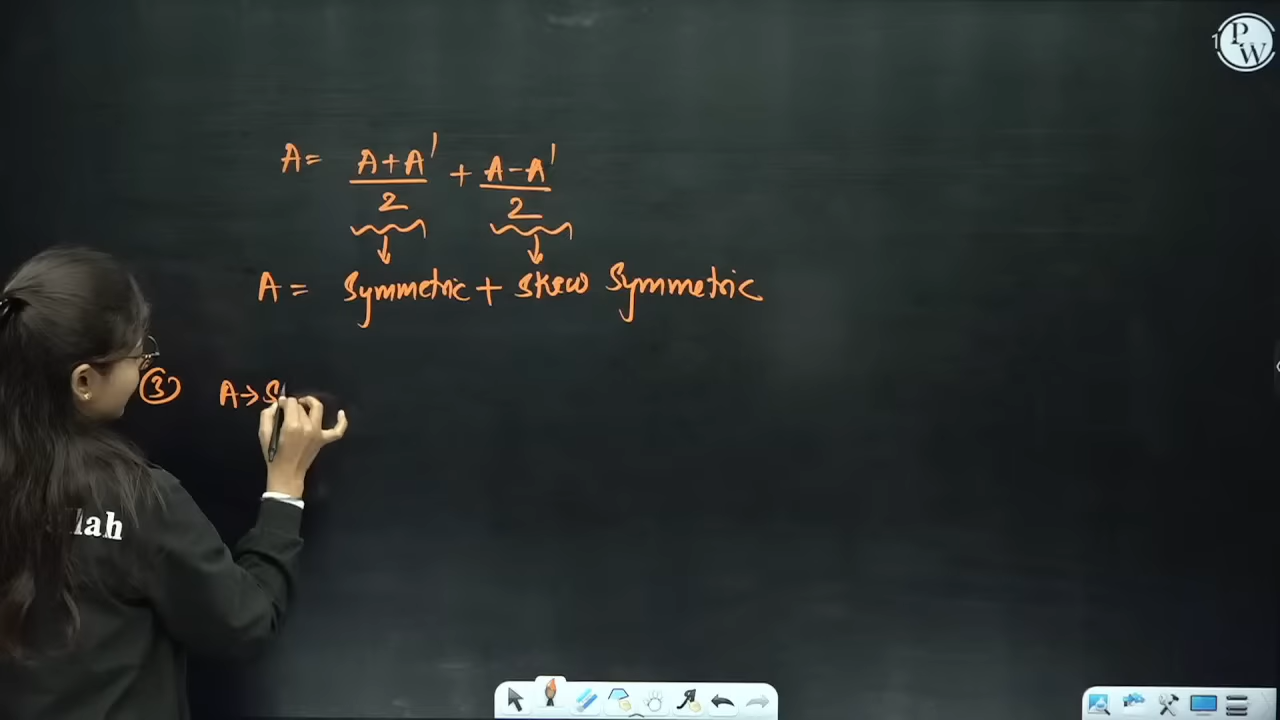 A = A + A' / 2 + A - A' / 2
A = Symmetric + Skew Symmetric
③ A → S
lah
PW